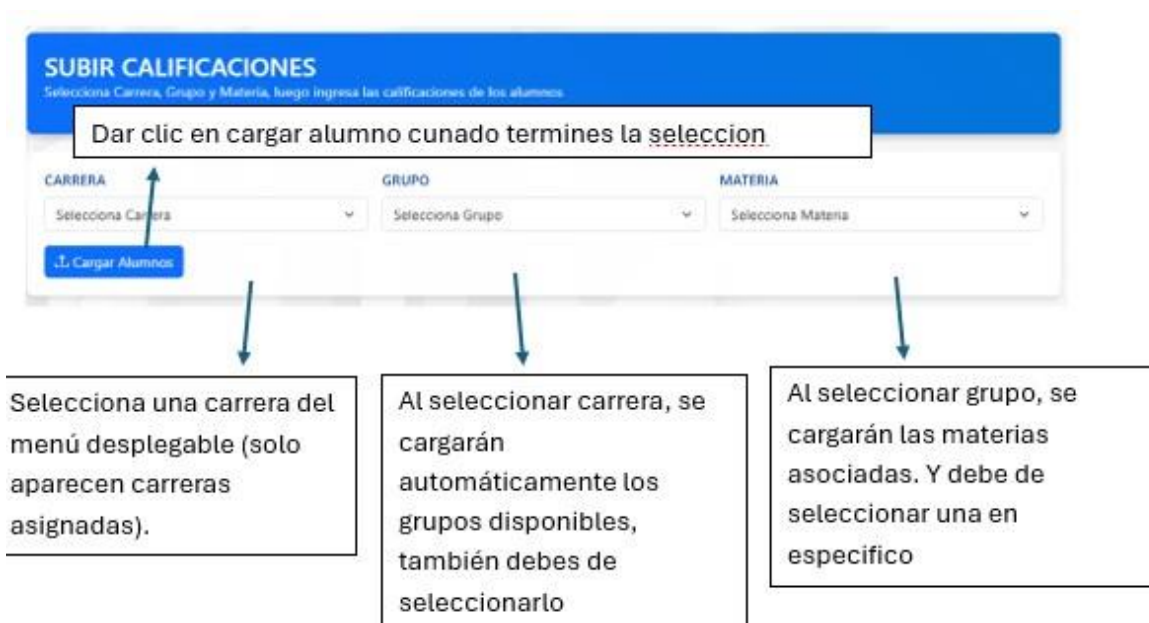 SUBIR CALIFICACIONES
Selecciona Carrera, Grupo y Materia, luego ingresa las calificaciones de los alumnos
Dar clic en cargar alumno cunado termines la seleccion
CARRERA
GRUPO
MATERIA
Selecciona Carrera
Selecciona Grupo
Selecciona Materia
Cargar Alumnos
Selecciona una carrera del
menú desplegable (solo
aparecen carreras
asignadas).
Al seleccionar carrera, se
cargarán
automáticamente los
grupos disponibles,
también debes de
seleccionarlo
Al seleccionar grupo, se
cargarán las materias
asociadas. Y debe de
seleccionar una en
especifico